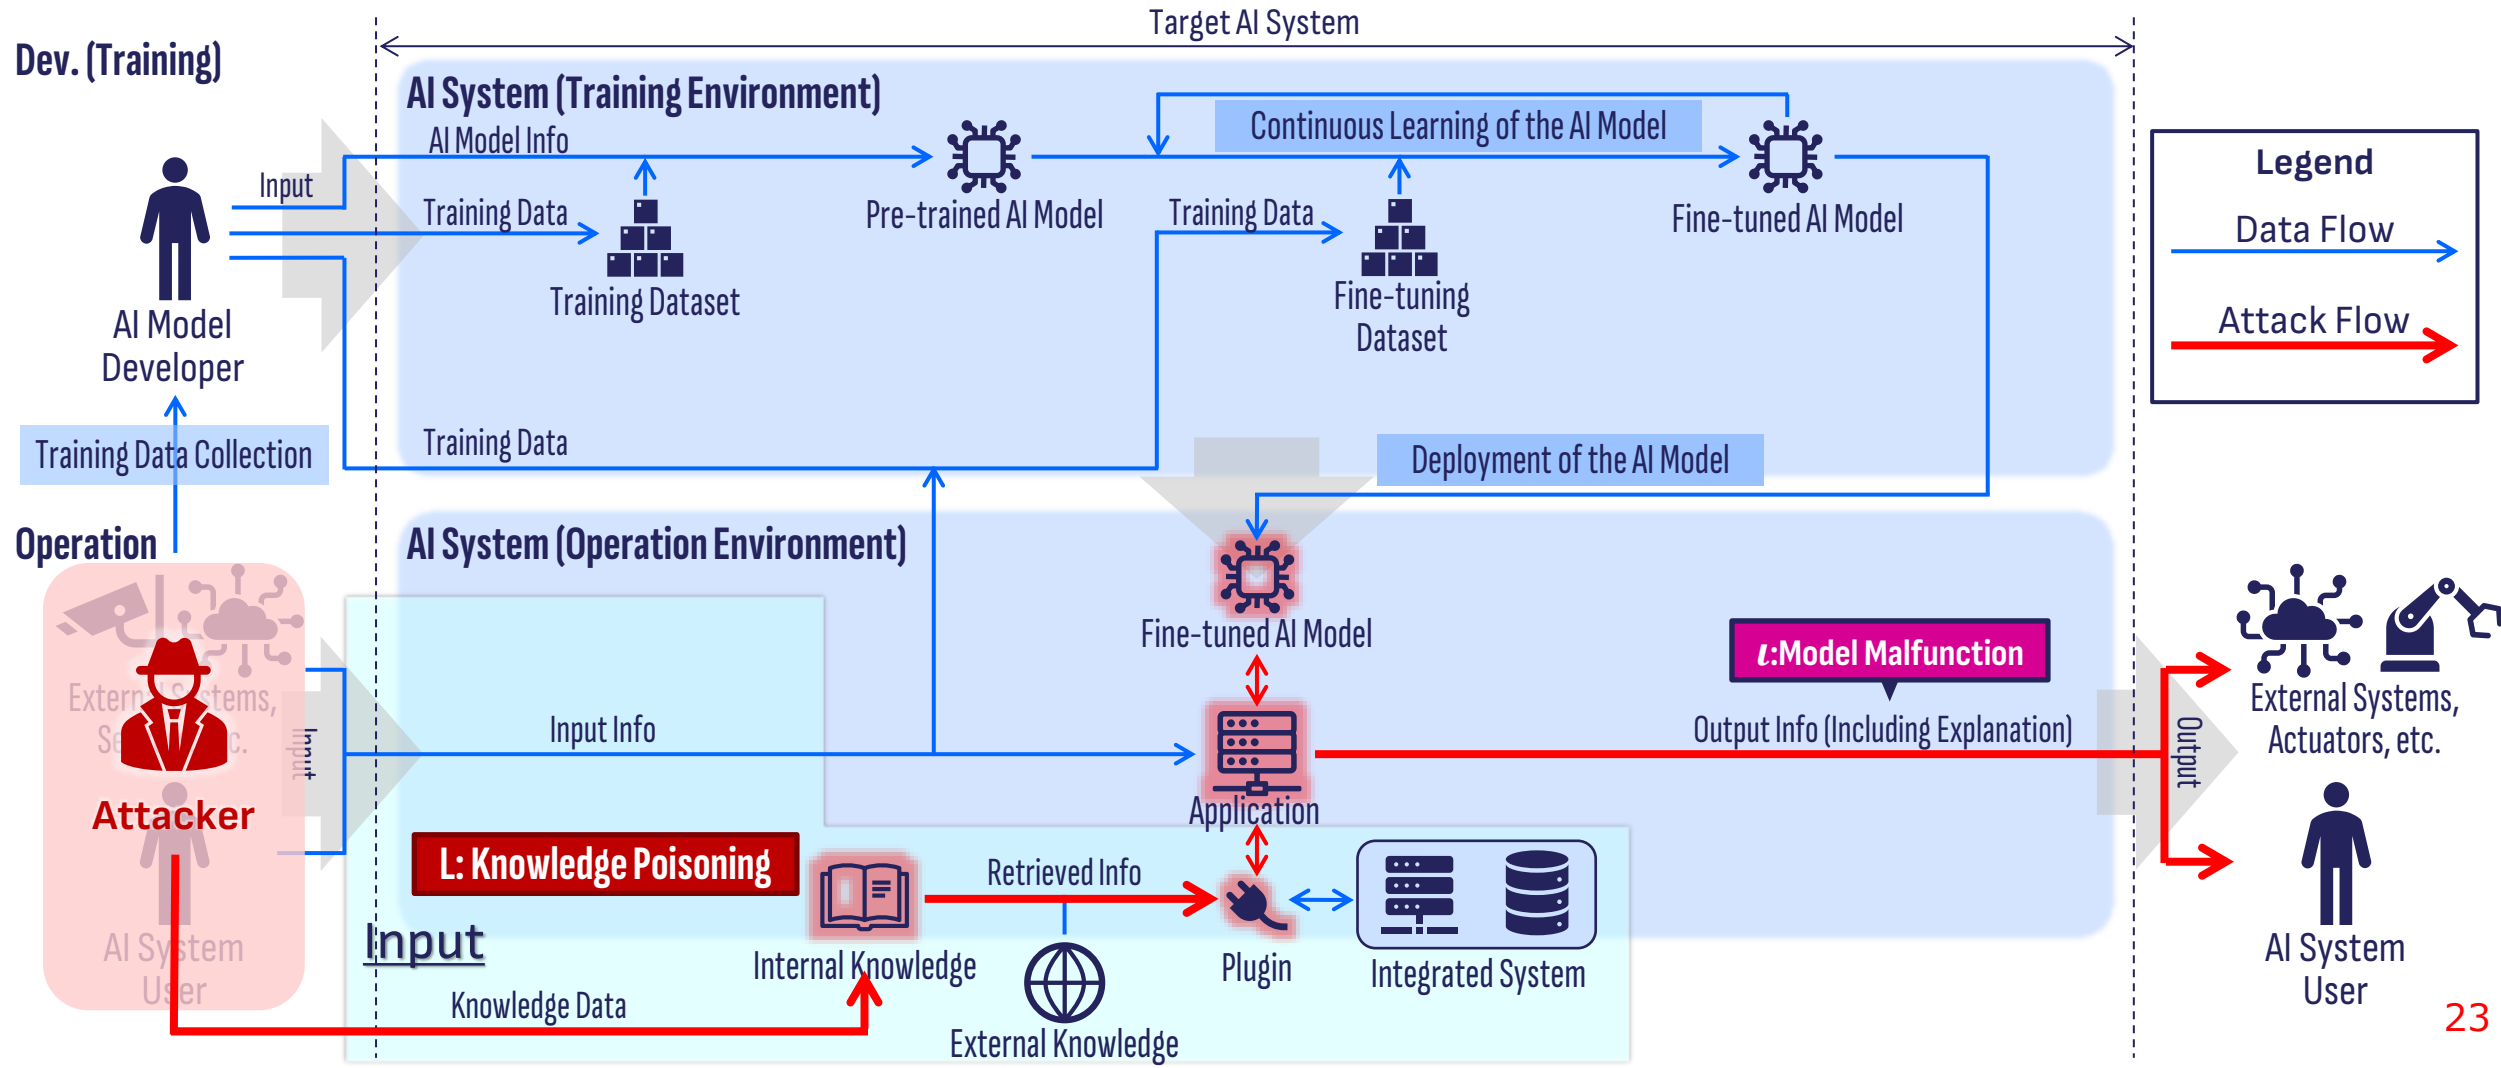 Target AI System
Dev. (Training)
AI System (Training Environment)
AI Model Info
Continuous Learning of the AI Model
Input
Training Data
Pre-trained AI Model
Training Data
Fine-tuned AI Model
Training Dataset
Fine-tuning
Dataset
AI Model
Developer
Legend
Data Flow
Attack Flow
Training Data Collection
Training Data
Deployment of the AI Model
Operation
AI System (Operation Environment)
Fine-tuned AI Model
ι:Model Malfunction
External Systems,
c.
Input
Input Info
Output Info (Including Explanation)
Output
External Systems,
Actuators, etc.
Attacker
Application
L: Knowledge Poisoning
Retrieved Info
Input
AI System
User
Internal Knowledge
Plugin
Integrated System
AI System
User
Knowledge Data
External Knowledge
23